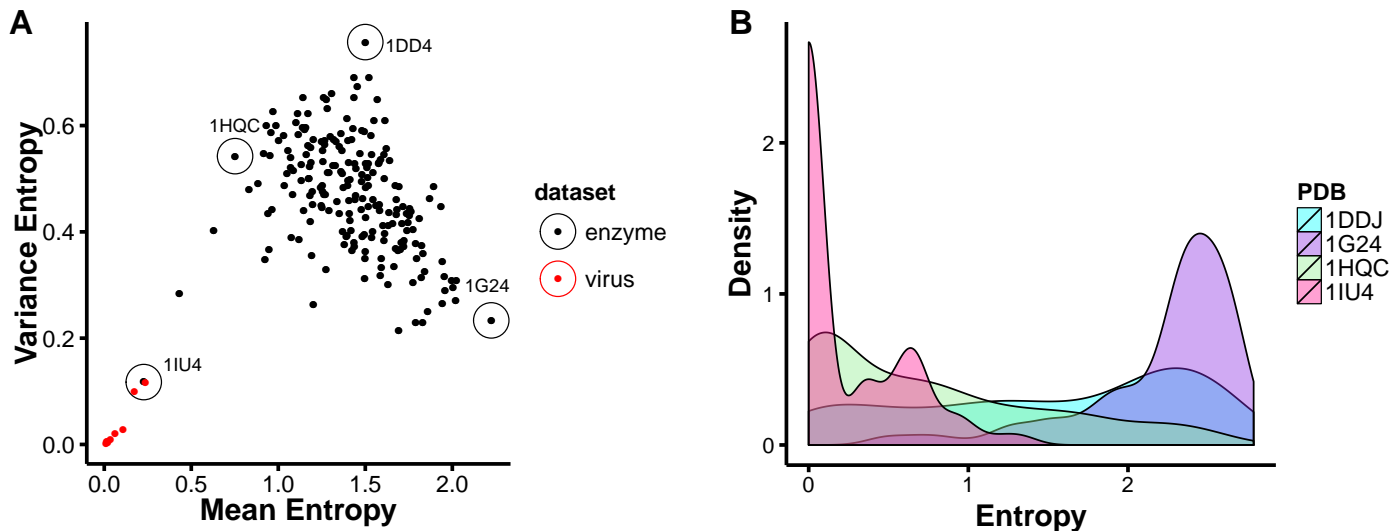 A
Variance Entropy
0.6
0.4
0.2
0.0
0.0 0.5 1.0 1.5 2.0
Mean Entropy
1DD4
1HQC
1G24
1IU4
dataset
enzyme
virus
B
Density
2
1
0
0 1 2
Entropy
PDB
1DDJ
1G24
1HQC
1IU4